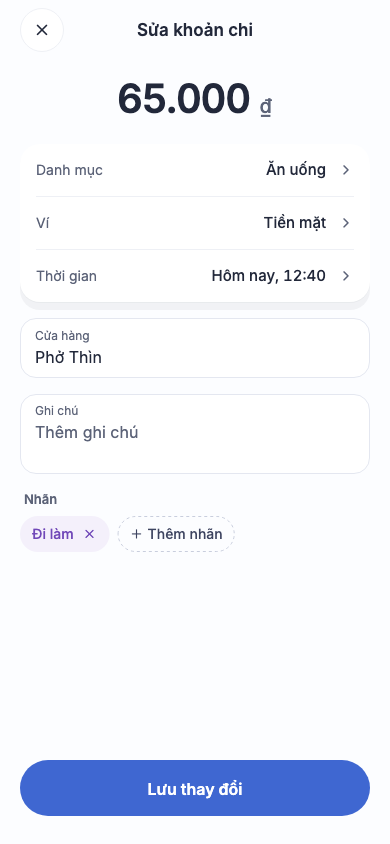 Sửa khoản chi
65.000 ₫
Danh mục Ăn uống
Ví Tiền mặt
Thời gian Hôm nay, 12:40
Cửa hàng
Phở Thìn
Ghi chú
Thêm ghi chú
Nhãn
Đi làm + Thêm nhãn
Lưu thay đổi